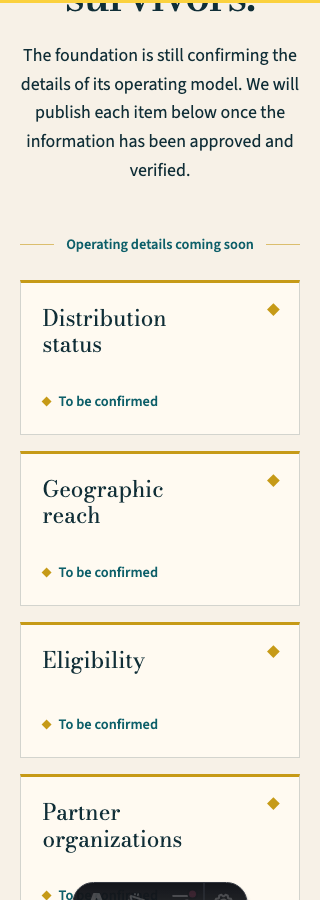 survivors.
The foundation is still confirming the
details of its operating model. We will
publish each item below once the
information has been approved and
verified.
Operating details coming soon
Distribution
status
To be confirmed
Geographic
reach
To be confirmed
Eligibility
To be confirmed
Partner
organizations
To